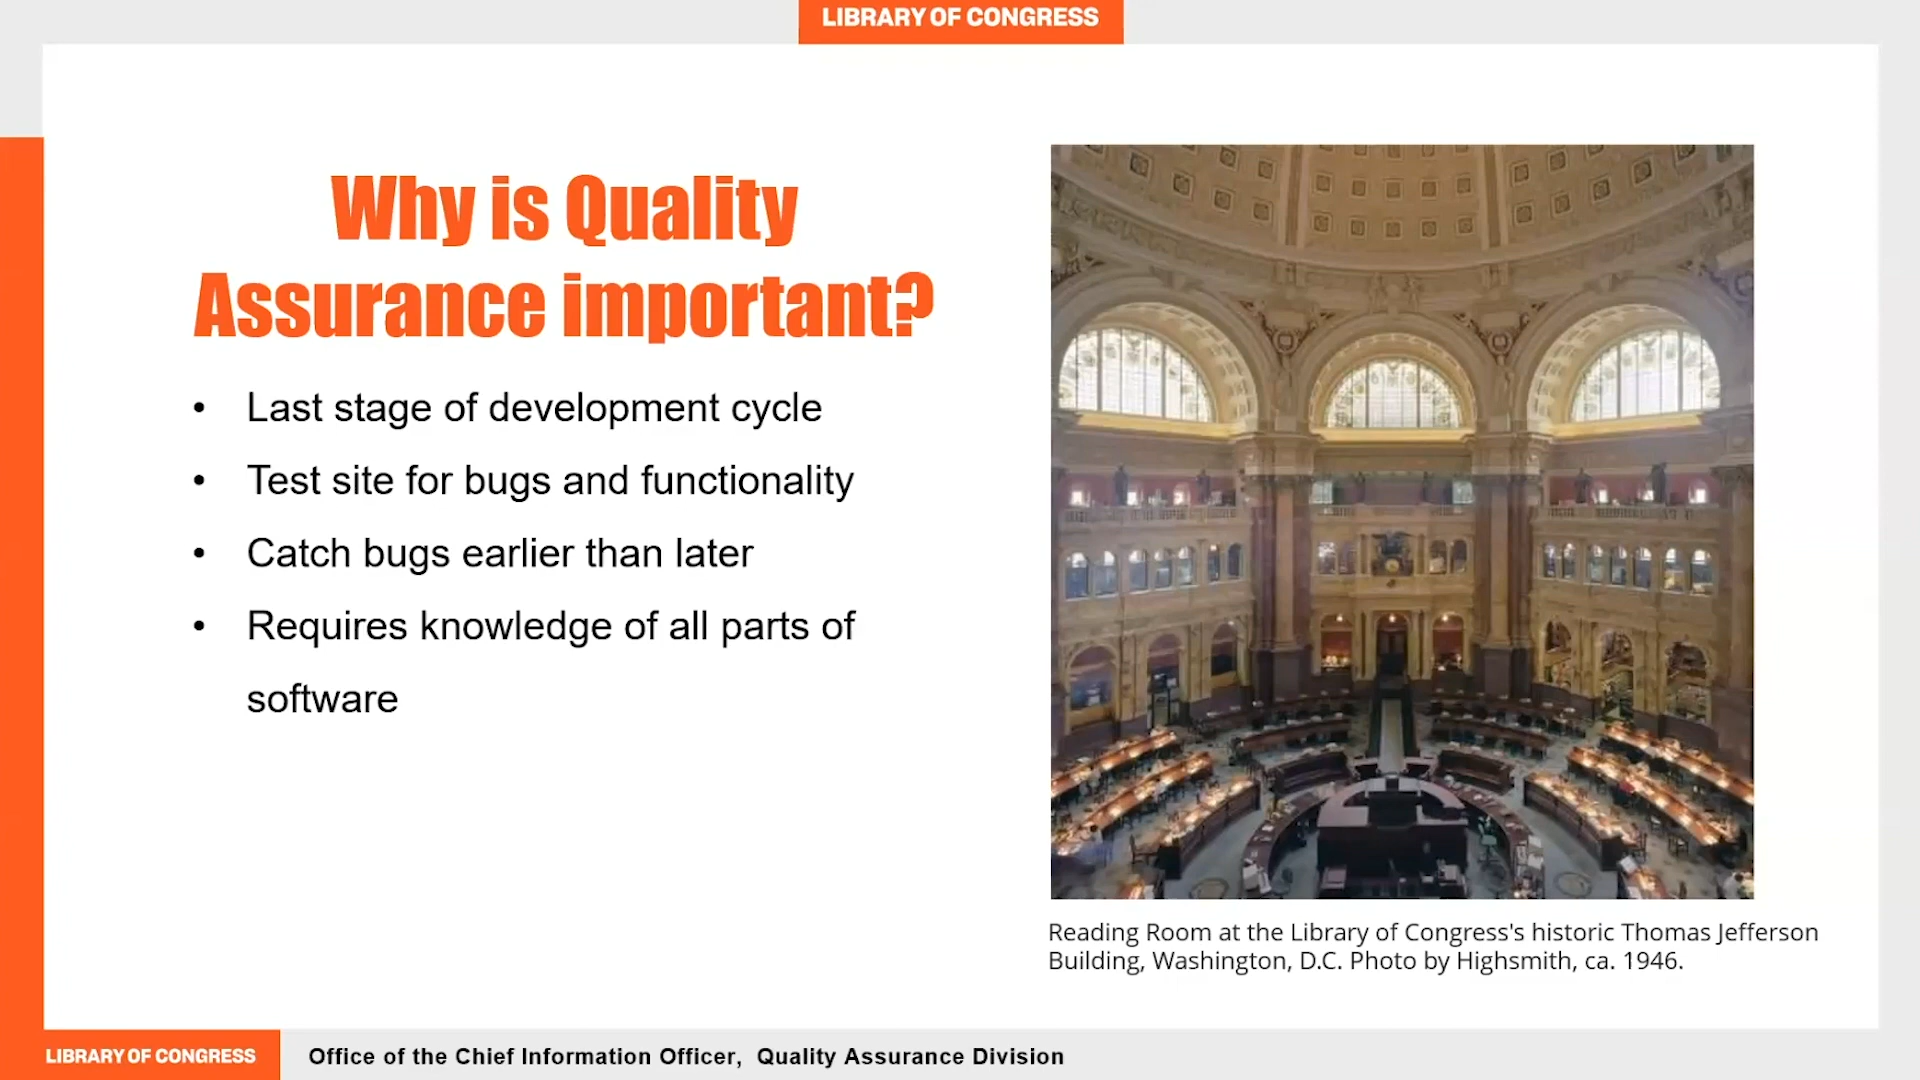 LIBRARY OF CONGRESS
Why is Quality
Assurance important?
• Last stage of development cycle
• Test site for bugs and functionality
• Catch bugs earlier than later
• Requires knowledge of all parts of
software
Reading Room at the Library of Congress's historic Thomas Jefferson
Building, Washington, D.C. Photo by Highsmith, ca. 1946.
LIBRARY OF CONGRESS
Office of the Chief Information Officer, Quality Assurance Division